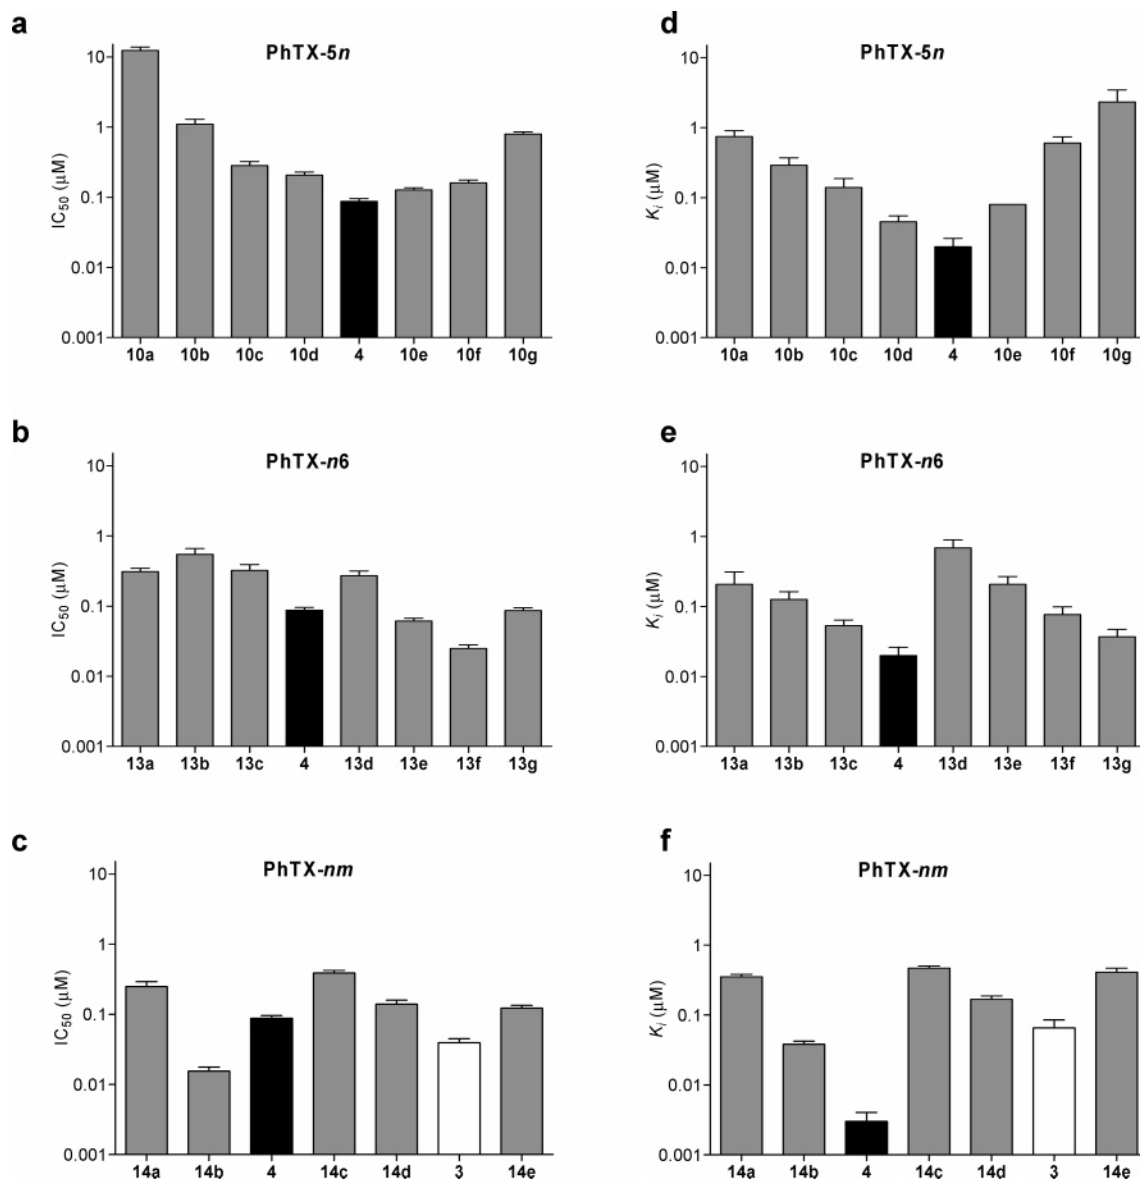 a
PhTX-5n
10
1
0.1
0.01
0.001
IC50 (μM)
10a 10b 10c 10d 4 10e 10f 10g
d
PhTX-5n
10
1
0.1
0.01
0.001
Ki (μM)
10a 10b 10c 10d 4 10e 10f 10g
b
PhTX-n6
10
1
0.1
0.01
0.001
IC50 (μM)
13a 13b 13c 4 13d 13e 13f 13g
e
PhTX-n6
10
1
0.1
0.01
0.001
Ki (μM)
13a 13b 13c 4 13d 13e 13f 13g
c
PhTX-nm
10
1
0.1
0.01
0.001
IC50 (μM)
14a 14b 4 14c 14d 3 14e
f
PhTX-nm
10
1
0.1
0.01
0.001
Ki (μM)
14a 14b 4 14c 14d 3 14e